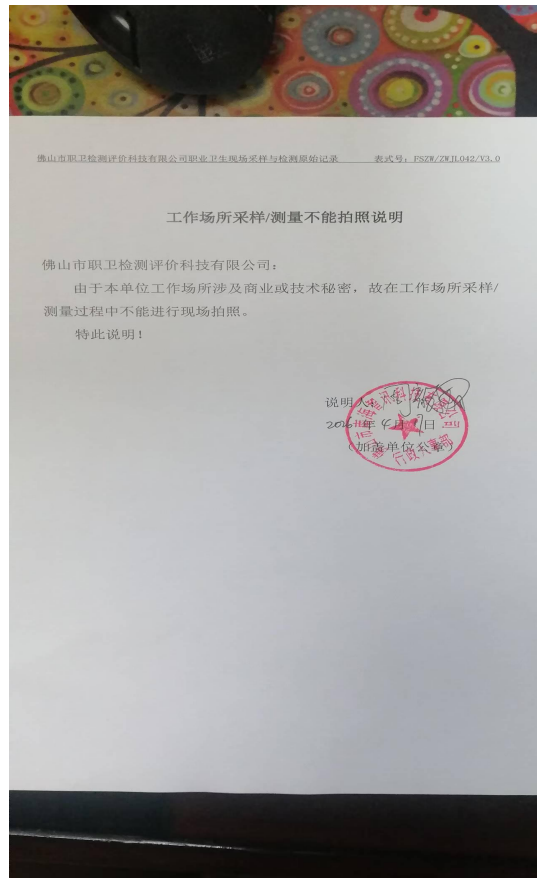 佛山市职卫检测评价科技有限公司职业卫生现场采样与检测原始记录 表式号：FSZW/ZWJL042/V3.0
工作场所采样/测量不能拍照说明
佛山市职卫检测评价科技有限公司：
由于本单位工作场所涉及商业或技术秘密，故在工作场所采样/
测量过程中不能进行现场拍照。
特此说明！
说明人
年 月 日
（加盖单位公章）
行政人事部